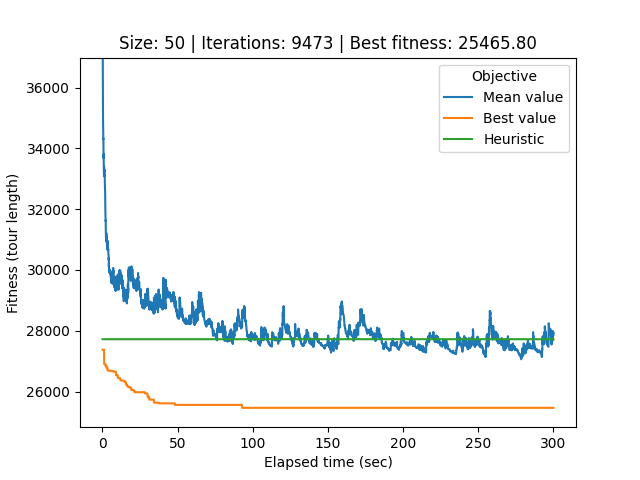 Size: 50 | Iterations: 9473 | Best fitness: 25465.80
Objective
Mean value
Best value
Heuristic
Fitness (tour length)
36000
34000
32000
30000
28000
26000
0 50 100 150 200 250 300
Elapsed time (sec)